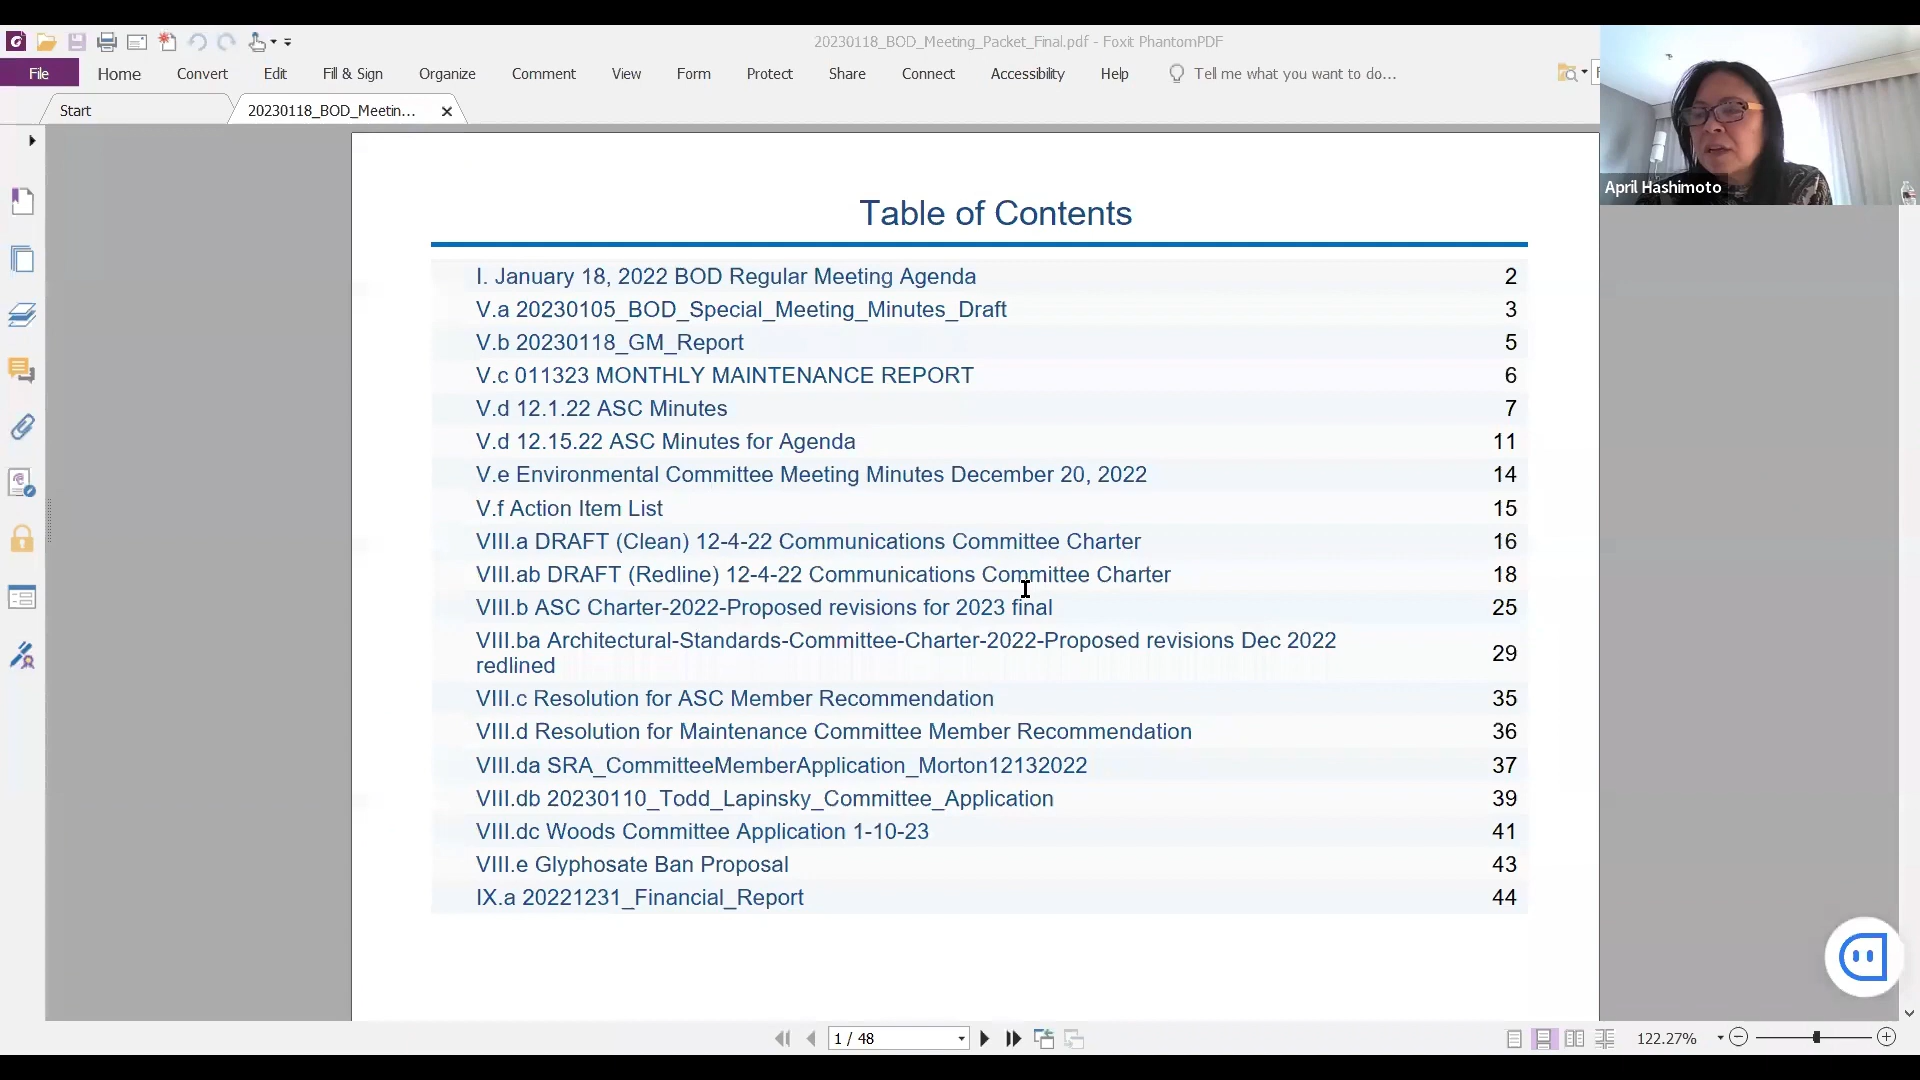 20230118_BOD_Meeting_Packet_Final.pdf - Foxit PhantomPDF
File Home Convert Edit Fill & Sign Organize Comment View Form Protect Share Connect Accessibility Help Tell me what you want to do...
Start 20230118_BOD_Meetin...
April Hashimoto
Table of Contents
I. January 18, 2022 BOD Regular Meeting Agenda 2
V.a 20230105_BOD_Special_Meeting_Minutes_Draft 3
V.b 20230118_GM_Report 5
V.c 011323 MONTHLY MAINTENANCE REPORT 6
V.d 12.1.22 ASC Minutes 7
V.d 12.15.22 ASC Minutes for Agenda 11
V.e Environmental Committee Meeting Minutes December 20, 2022 14
V.f Action Item List 15
VIII.a DRAFT (Clean) 12-4-22 Communications Committee Charter 16
VIII.ab DRAFT (Redline) 12-4-22 Communications Committee Charter 18
VIII.b ASC Charter-2022-Proposed revisions for 2023 final 25
VIII.ba Architectural-Standards-Committee-Charter-2022-Proposed revisions Dec 2022
redlined 29
VIII.c Resolution for ASC Member Recommendation 35
VIII.d Resolution for Maintenance Committee Member Recommendation 36
VIII.da SRA_CommitteeMemberApplication_Morton12132022 37
VIII.db 20230110_Todd_Lapinsky_Committee_Application 39
VIII.dc Woods Committee Application 1-10-23 41
VIII.e Glyphosate Ban Proposal 43
IX.a 20221231_Financial_Report 44
1 / 48
122.27%